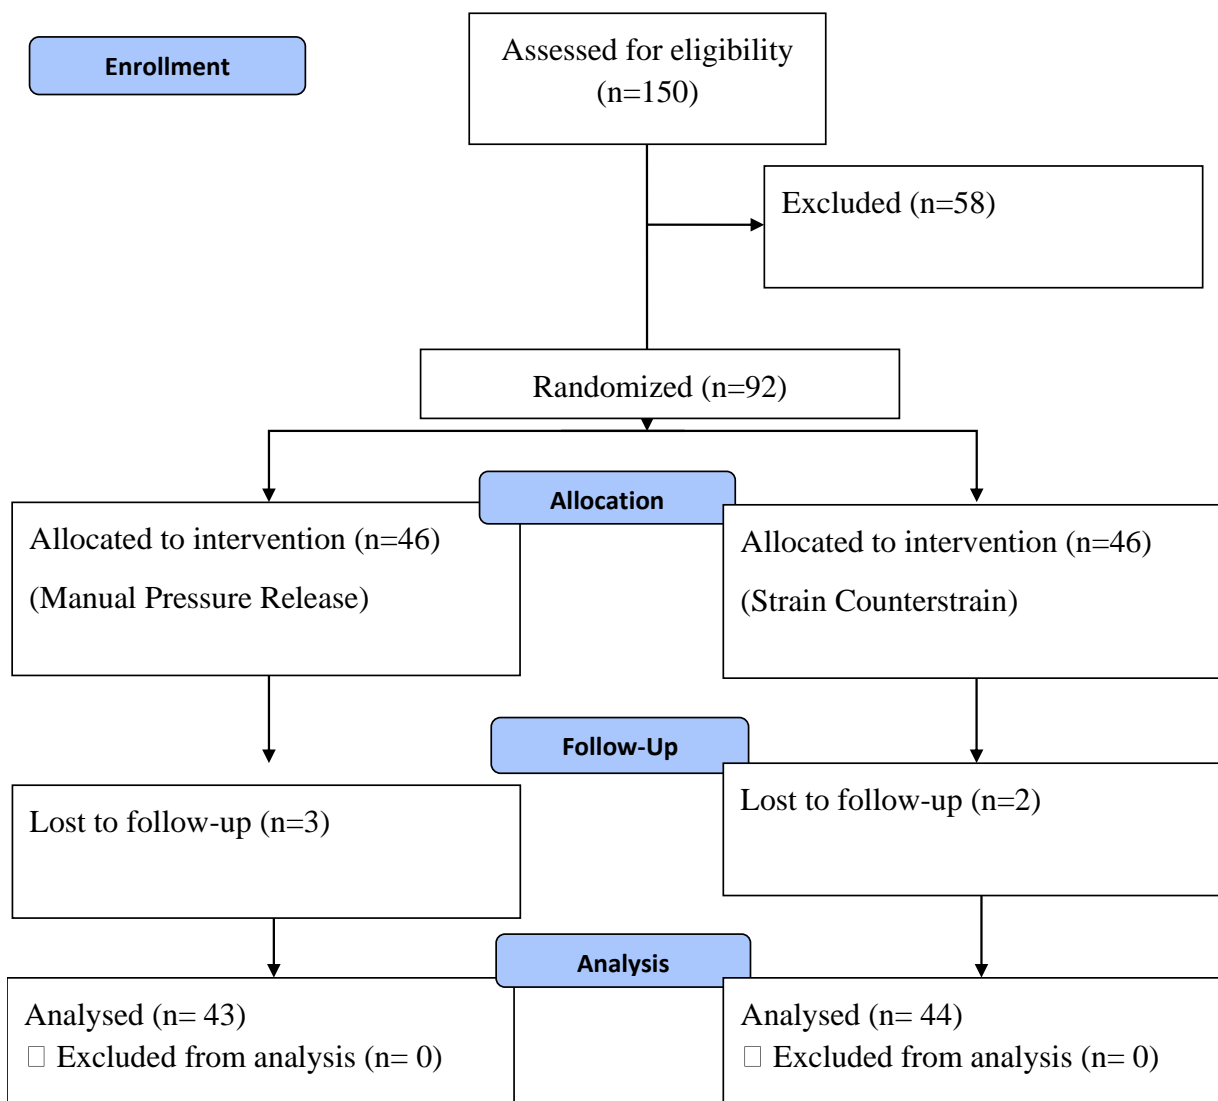 Enrollment
Assessed for eligibility
(n=150)
Excluded (n=58)
Randomized (n=92)
Allocation
Allocated to intervention (n=46)
(Manual Pressure Release)
Allocated to intervention (n=46)
(Strain Counterstrain)
Follow-Up
Lost to follow-up (n=3)
Lost to follow-up (n=2)
Analysis
Analysed (n= 43)
□ Excluded from analysis (n= 0)
Analysed (n= 44)
□ Excluded from analysis (n= 0)